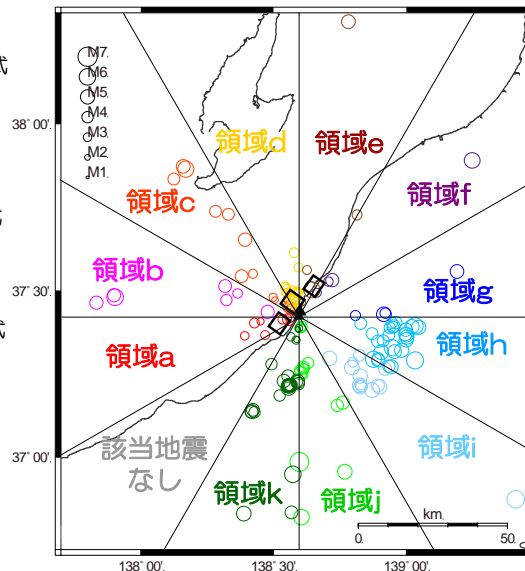 式
M7.
M6.
M5.
M4.
M3.
M2.
M1.
38° 00'.
37° 30'.
37° 00'.
領域d
領域e
領域c
領域f
領域b
領域g
領域a
領域h
式
該当地震
なし
領域i
領域k
領域j
km.
0.
50.
138° 00'.
138° 30'.
139° 00'.